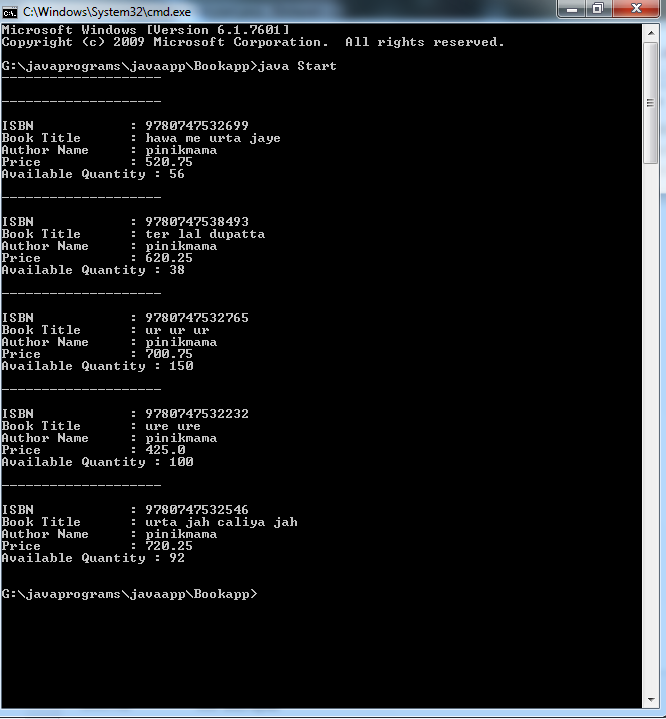 C:\Windows\System32\cmd.exe
Microsoft Windows [Version 6.1.7601]
Copyright (c) 2009 Microsoft Corporation.  All rights reserved.
G:\javaprograms\javaapp\Bookapp>java Start
--------------------
--------------------
ISBN            : 9780747532699
Book Title      : hawa me urta jaye
Author Name     : pinikmama
Price           : 520.75
Available Quantity : 56
--------------------
ISBN            : 9780747538493
Book Title      : ter lal dupatta
Author Name     : pinikmama
Price           : 620.25
Available Quantity : 38
--------------------
ISBN            : 9780747532765
Book Title      : ur ur ur
Author Name     : pinikmama
Price           : 700.75
Available Quantity : 150
--------------------
ISBN            : 9780747532232
Book Title      : ure ure
Author Name     : pinikmama
Price           : 425.0
Available Quantity : 100
--------------------
ISBN            : 9780747532546
Book Title      : urta jah caliya jah
Author Name     : pinikmama
Price           : 720.25
Available Quantity : 92
G:\javaprograms\javaapp\Bookapp>